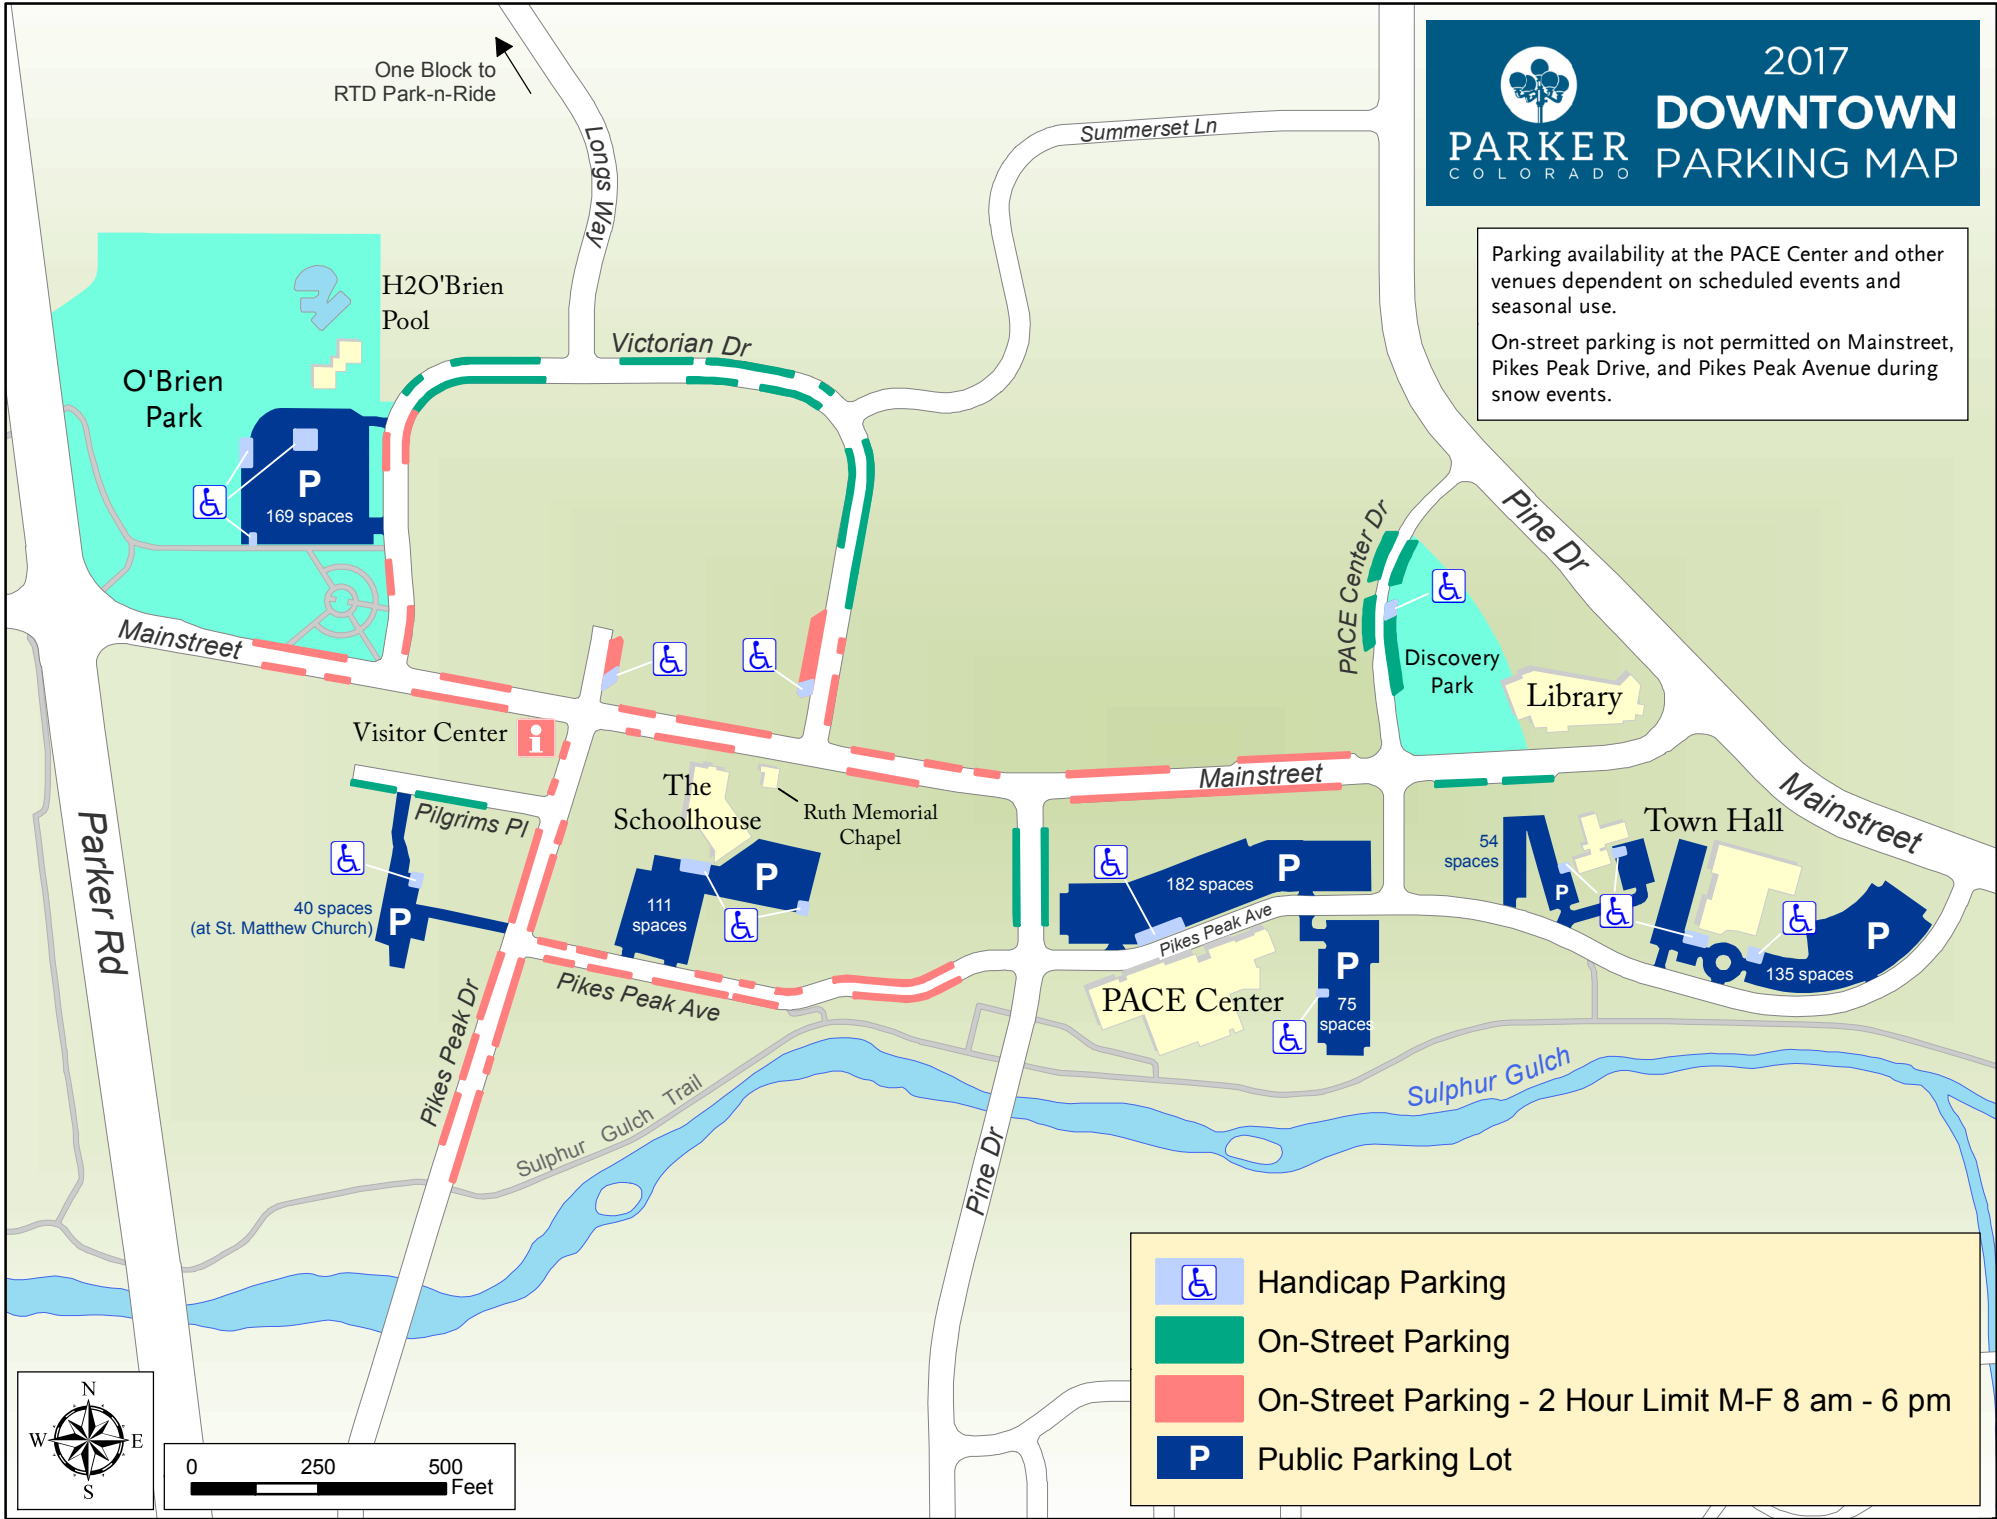 2017
DOWNTOWN
PARKING MAP
PARKER
COLORADO
Parking availability at the PACE Center and other
venues dependent on scheduled events and
seasonal use.
On-street parking is not permitted on Mainstreet,
Pikes Peak Drive, and Pikes Peak Avenue during
snow events.
One Block to
RTD Park-n-Ride
Longs Way
Summerset Ln
H2O'Brien
Pool
Victorian Dr
O'Brien
Park
P
169 spaces
Pine Dr
PACE Center Dr
Mainstreet
Discovery
Park
Library
Visitor Center
i
The
Schoolhouse
Ruth Memorial
Chapel
Mainstreet
Mainstreet
Pilgrims Pl
Parker Rd
40 spaces
(at St. Matthew Church)
P
111
spaces
P
182 spaces
P
54
spaces
P
Town Hall
P
135 spaces
Pikes Peak Ave
Pikes Peak Ave
PACE Center
P
75
spaces
Pikes Peak Dr
Sulphur Gulch Trail
Sulphur Gulch
Pine Dr
Handicap Parking
On-Street Parking
On-Street Parking - 2 Hour Limit M-F 8 am - 6 pm
P
Public Parking Lot
N
W
E
S
0
250
500
Feet